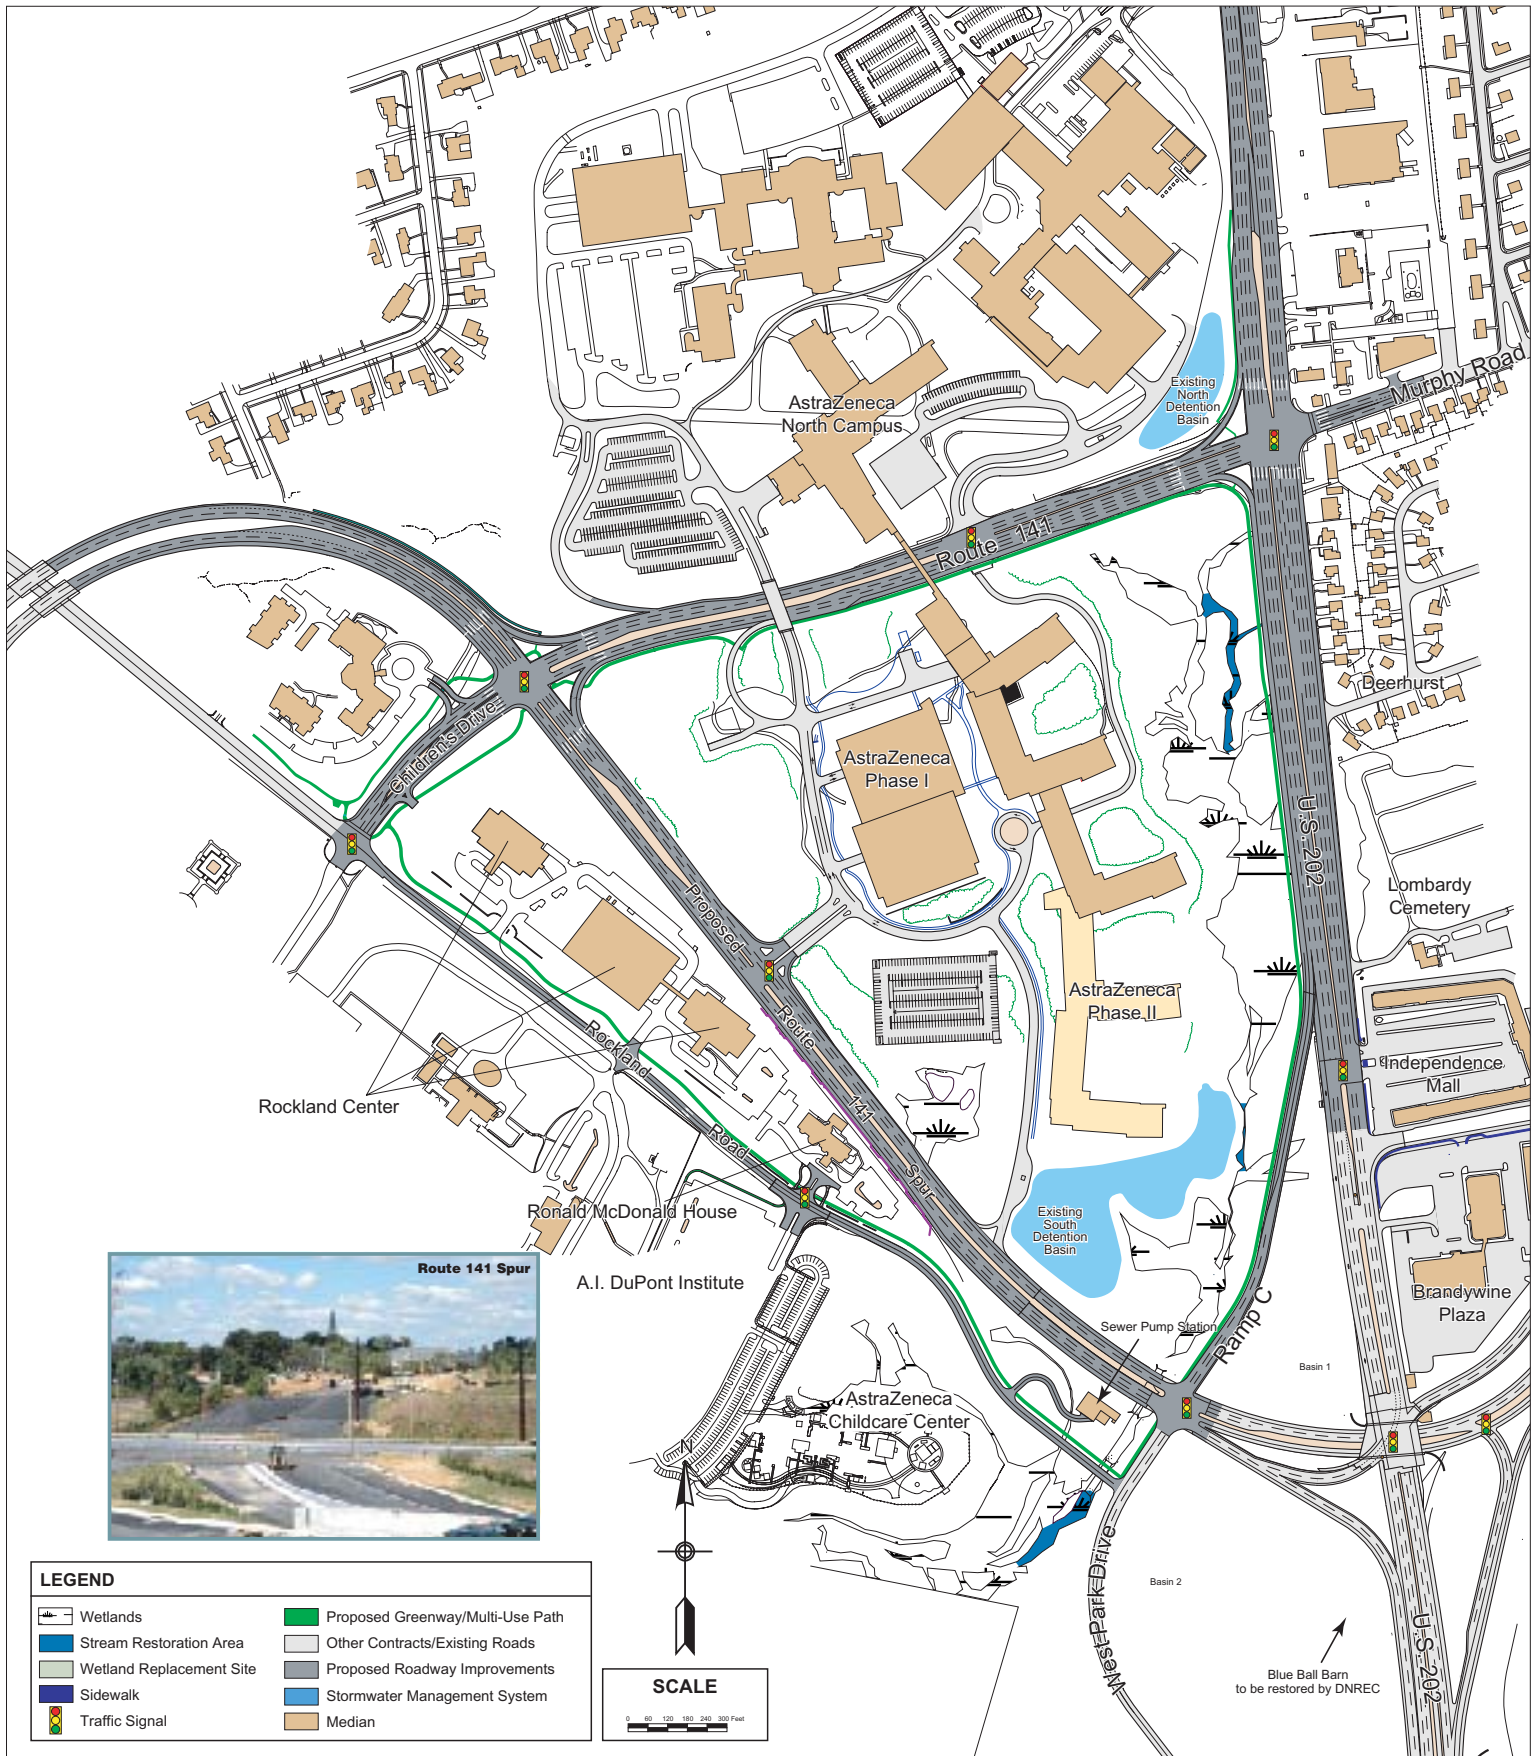 Murphy Road
Existing
North
Detention
Basin
AstraZeneca
North Campus
Route 141
Children's Drive
Deerhurst
AstraZeneca
Phase I
U.S. 202
Proposed
Route
141
Spur
Lombardy
Cemetery
AstraZeneca
Phase II
Independence
Mall
Rockland
Road
Rockland Center
Ronald McDonald House
Existing
South
Detention
Basin
A.I. DuPont Institute
Route 141 Spur
Brandywine
Plaza
Sewer Pump Station
Ramp C
Basin 1
AstraZeneca
Childcare Center
N
West Park Drive
Basin 2
U.S. 202
Blue Ball Barn
to be restored by DNREC
LEGEND
Wetlands
Stream Restoration Area
Wetland Replacement Site
Sidewalk
Traffic Signal
Proposed Greenway/Multi-Use Path
Other Contracts/Existing Roads
Proposed Roadway Improvements
Stormwater Management System
Median
SCALE
0 60 120 180 240 300 Feet